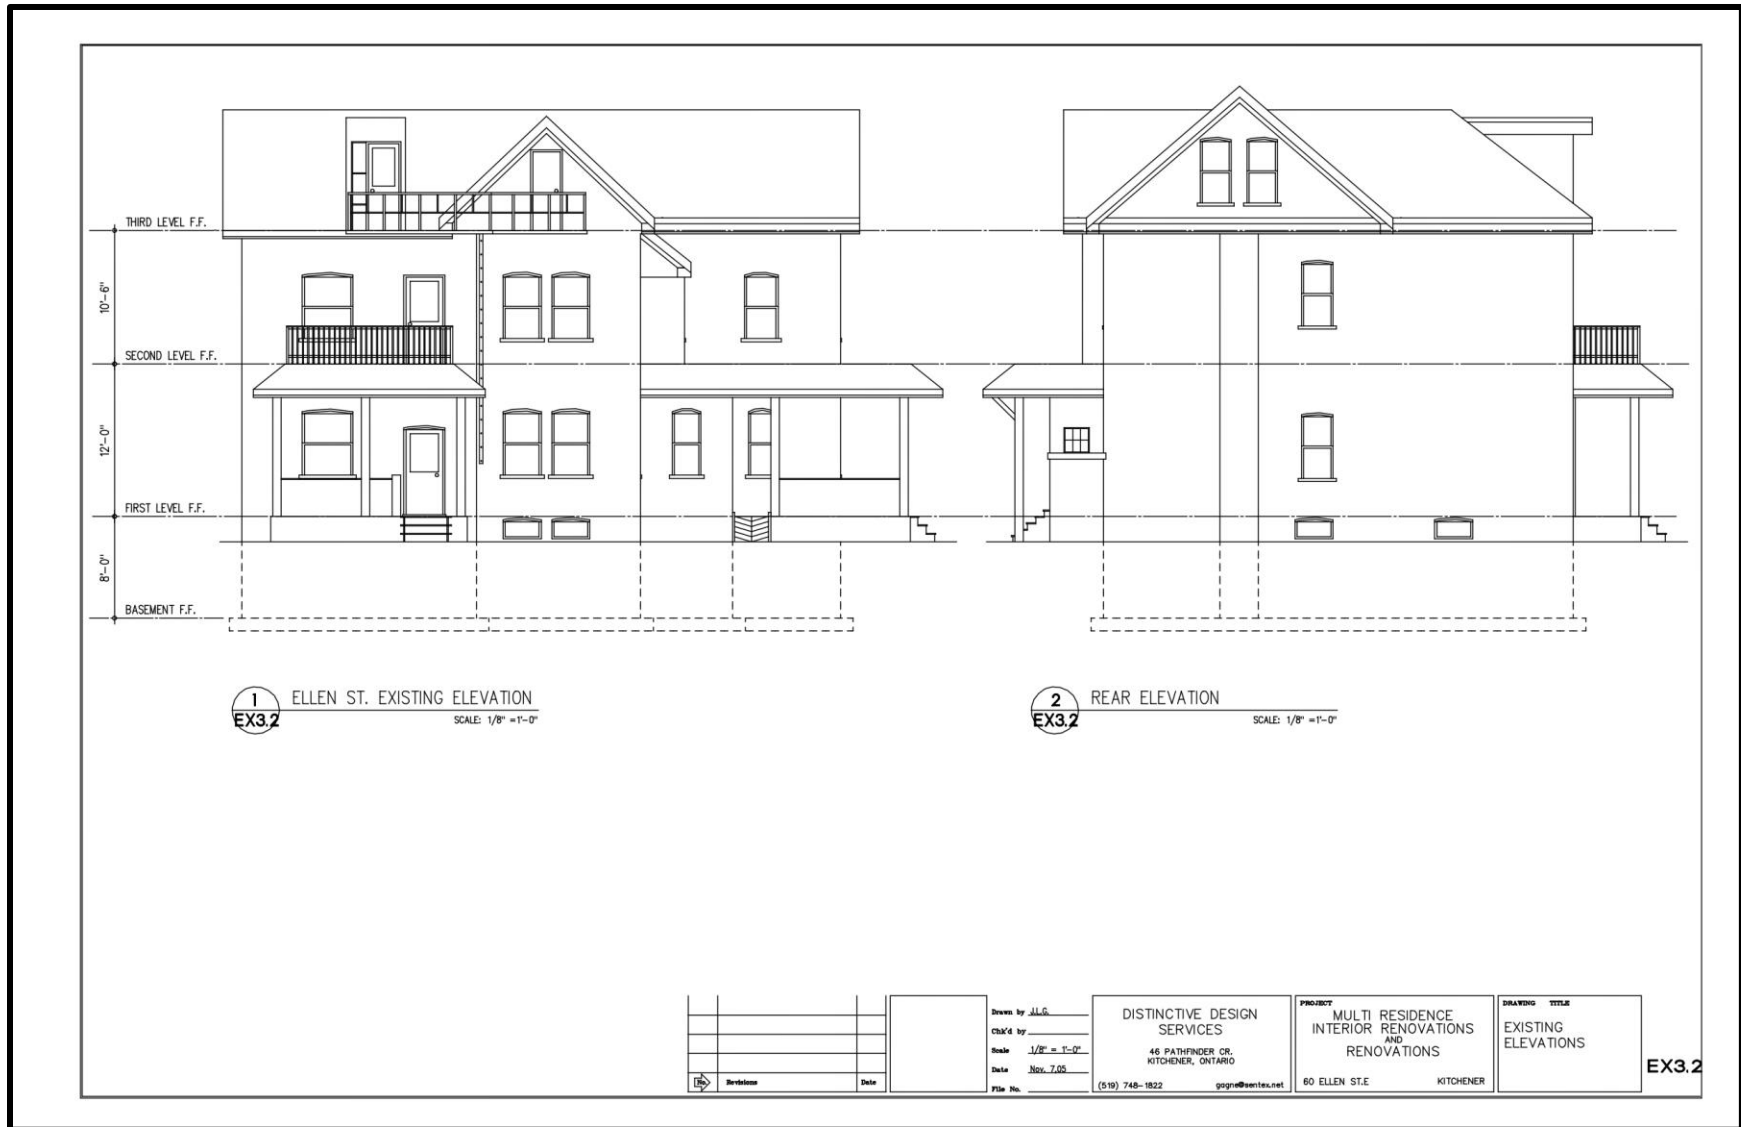 THIRD LEVEL F.F.
10'-6"
SECOND LEVEL F.F.
12'-0"
FIRST LEVEL F.F.
8'-0"
BASEMENT F.F.
1
EX3.2
ELLEN ST. EXISTING ELEVATION
SCALE: 1/8" =1'-0"
2
EX3.2
REAR ELEVATION
SCALE: 1/8" =1'-0"
No.
Revisions
Date
Drawn by J.L.G.
Chk'd by
Scale 1/8" = 1'-0"
Date Nov. 7,05
File No.
DISTINCTIVE DESIGN
SERVICES
46 PATHFINDER CR.
KITCHENER, ONTARIO
(519) 748-1822 gagne@sentex.net
PROJECT
MULTI RESIDENCE
INTERIOR RENOVATIONS
AND
RENOVATIONS
60 ELLEN ST.E KITCHENER
DRAWING TITLE
EXISTING
ELEVATIONS
EX3.2